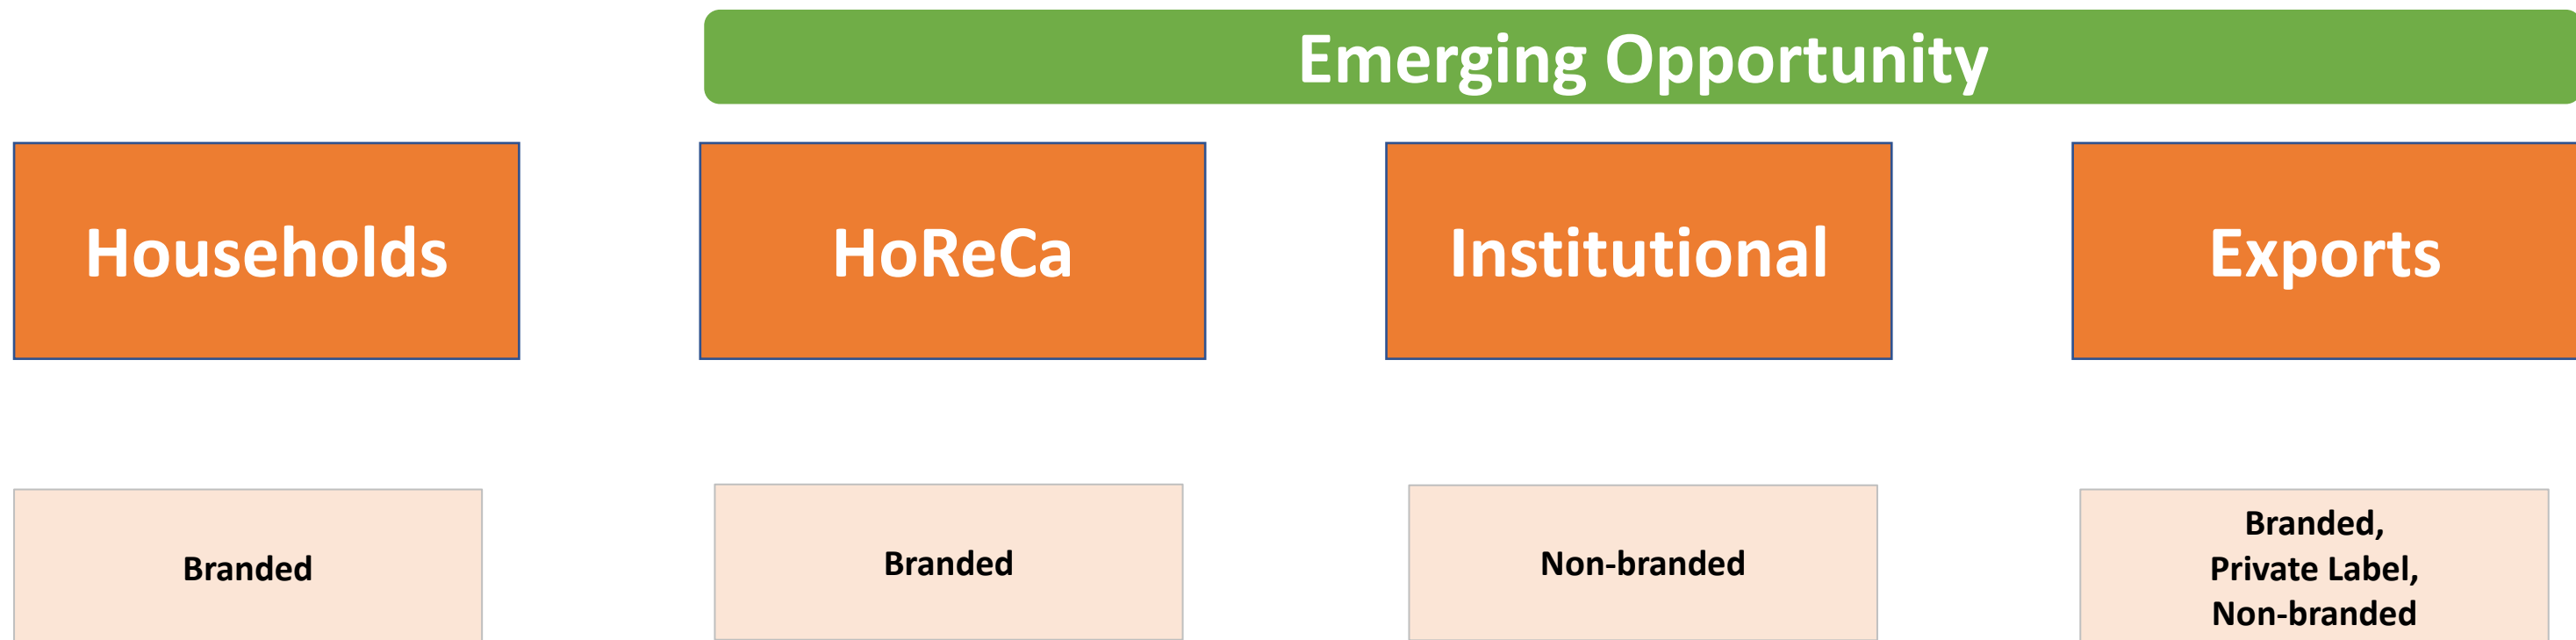 Emerging Opportunity
Households
HoReCa
Institutional
Exports
Branded
Branded
Non-branded
Branded,
Private Label,
Non-branded